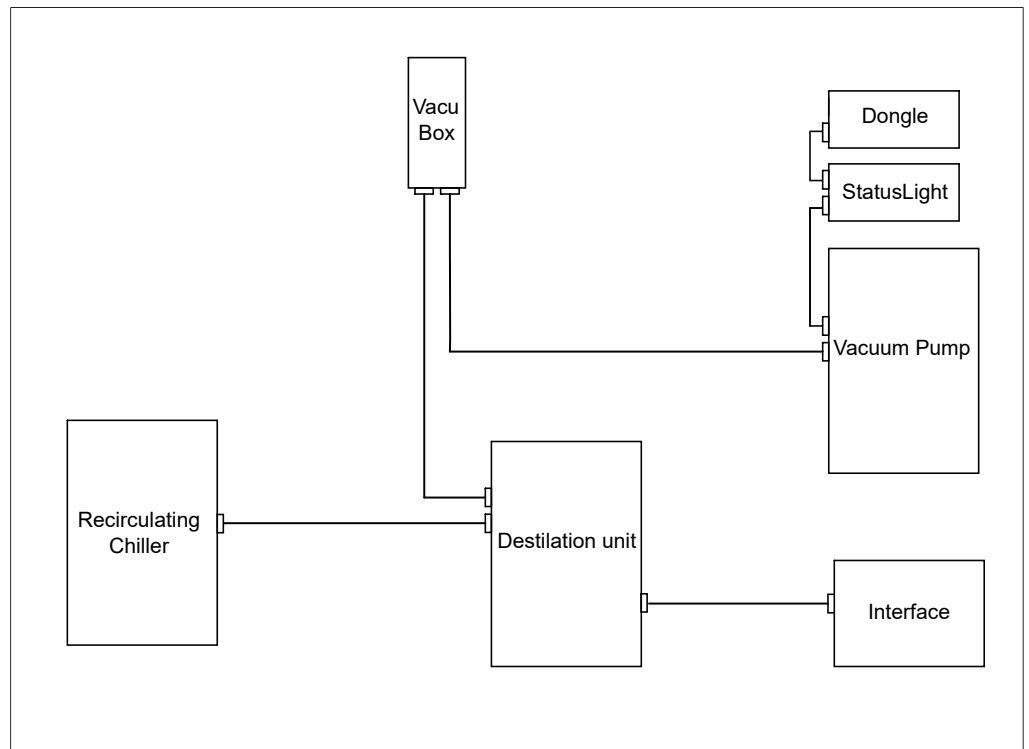 Vacu
Box
Dongle
StatusLight
Vacuum Pump
Recirculating
Chiller
Destilation unit
Interface